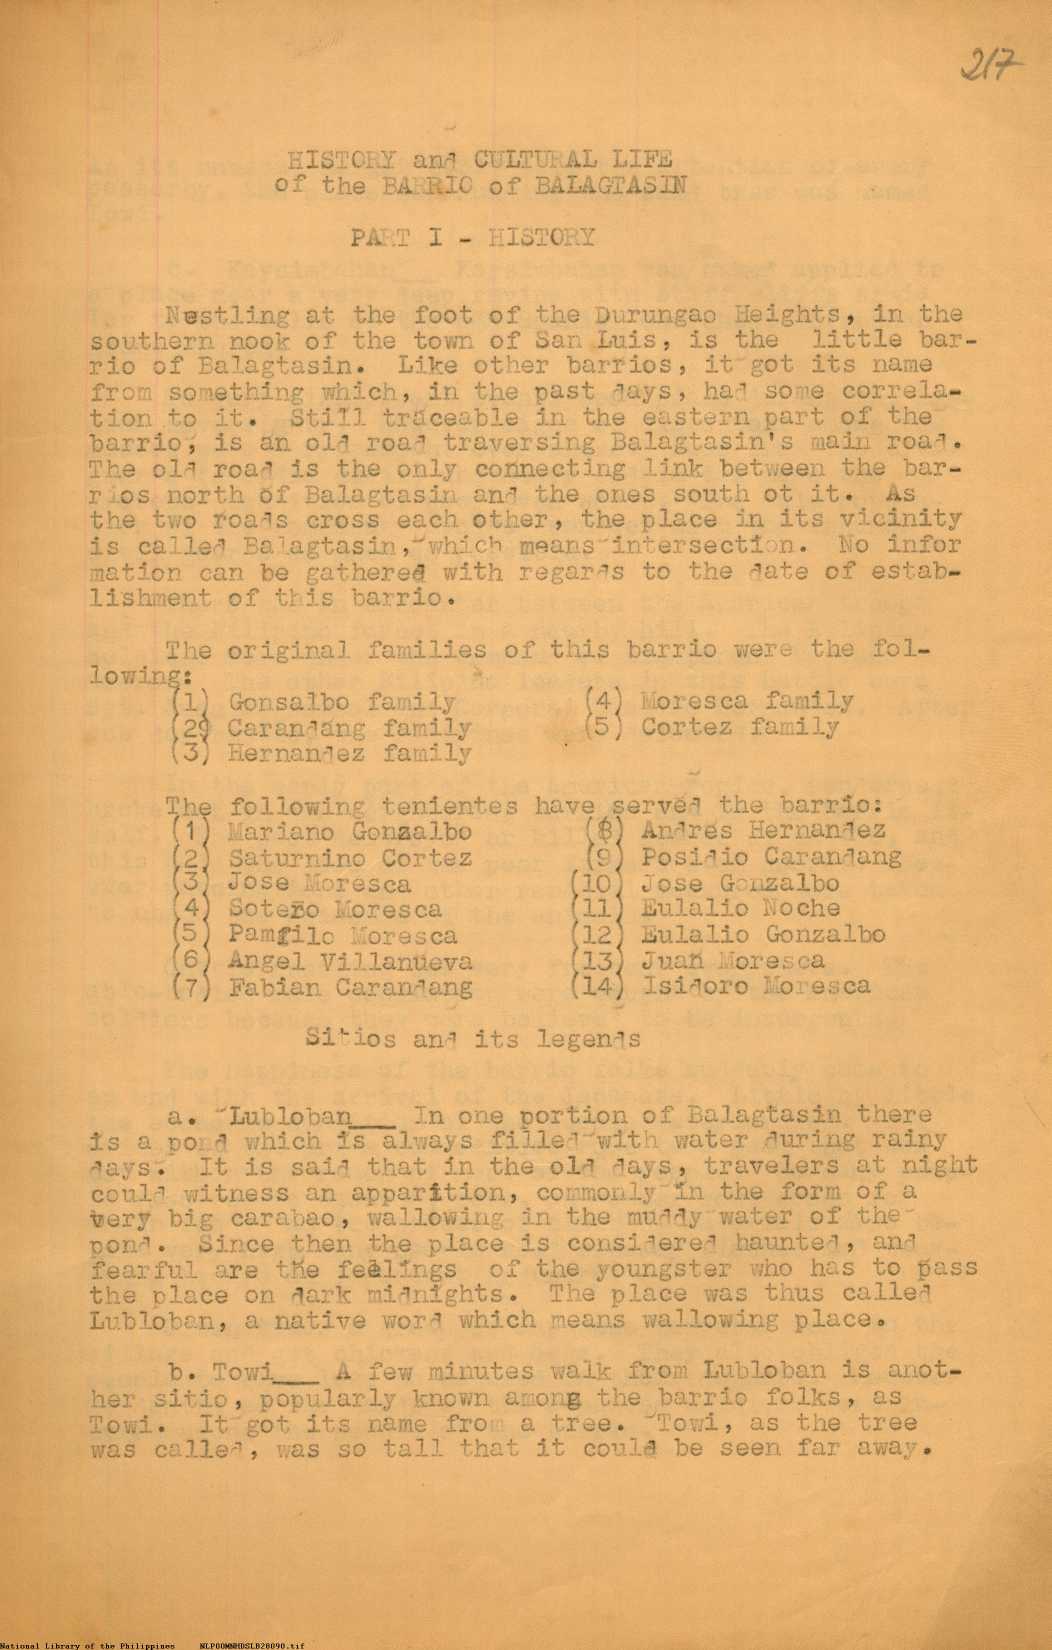 217
HISTORY and CULTURAL LIFE
of the BARRIO of BALAGTASIN
PART I - HISTORY
Nestling at the foot of the Durungao Heights, in the
southern nook of the town of San Luis, is the little bar-
rio of Balagtasin. Like other barrios, it got its name
from something which, in the past days, had some correla-
tion to it. Still traceable in the eastern part of the
barrio, is an old road traversing Balagtasin's main road.
The old road is the only connecting link between the bar-
rios north of Balagtasin and the ones south ot it. As
the two roads cross each other, the place in its vicinity
is called Balagtasin, which means intersection. No infor
mation can be gathered with regards to the date of estab-
lishment of this barrio.
The original families of this barrio were the fol-
lowing:
(1) Gonsalbo family (4) Moresca family
(29 Carandang family (5) Cortez family
(3) Hernandez family
The following tenientes have served the barrio:
(1) Mariano Gonzalbo (8) Andres Hernandez
(2) Saturnino Cortez (9) Posidio Carandang
(3) Jose Moresca (10) Jose Gonzalbo
(4) Sotero Moresca (11) Eulalio Noche
(5) Pamfilo Moresca (12) Eulalio Gonzalbo
(6) Angel Villanueva (13) Juan Moresca
(7) Fabian Carandang (14) Isidoro Moresca
Sitios and its legends
a. Lubloban___ In one portion of Balagtasin there
is a pond which is always filled with water during rainy
days. It is said that in the old days, travelers at night
could witness an apparition, commonly in the form of a
very big carabao, wallowing in the muddy water of the
pond. Since then the place is considered haunted, and
fearful are the feelings of the youngster who has to pass
the place on dark midnights. The place was thus called
Lubloban, a native word which means wallowing place.
b. Towi___ A few minutes walk from Lubloban is anot-
her sitio, popularly known among the barrio folks, as
Towi. It got its name from a tree. Towi, as the tree
was called, was so tall that it could be seen far away.
National Library of the Philippines NLPOOMNHDSLB28090.tif